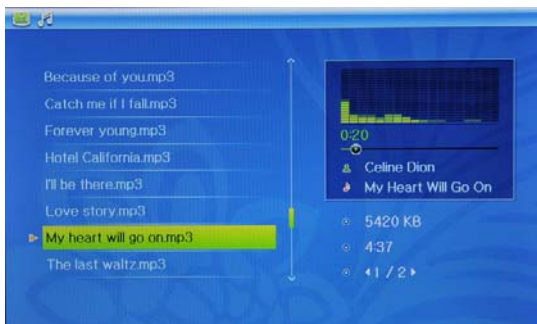 Because of you.mp3
Catch me if I fall.mp3
Forever young.mp3
Hotel California.mp3
I'll be there.mp3
Love story.mp3
My heart will go on.mp3
The last waltz.mp3
0:20
Celine Dion
My Heart Will Go On
5420 KB
4:37
1 / 2